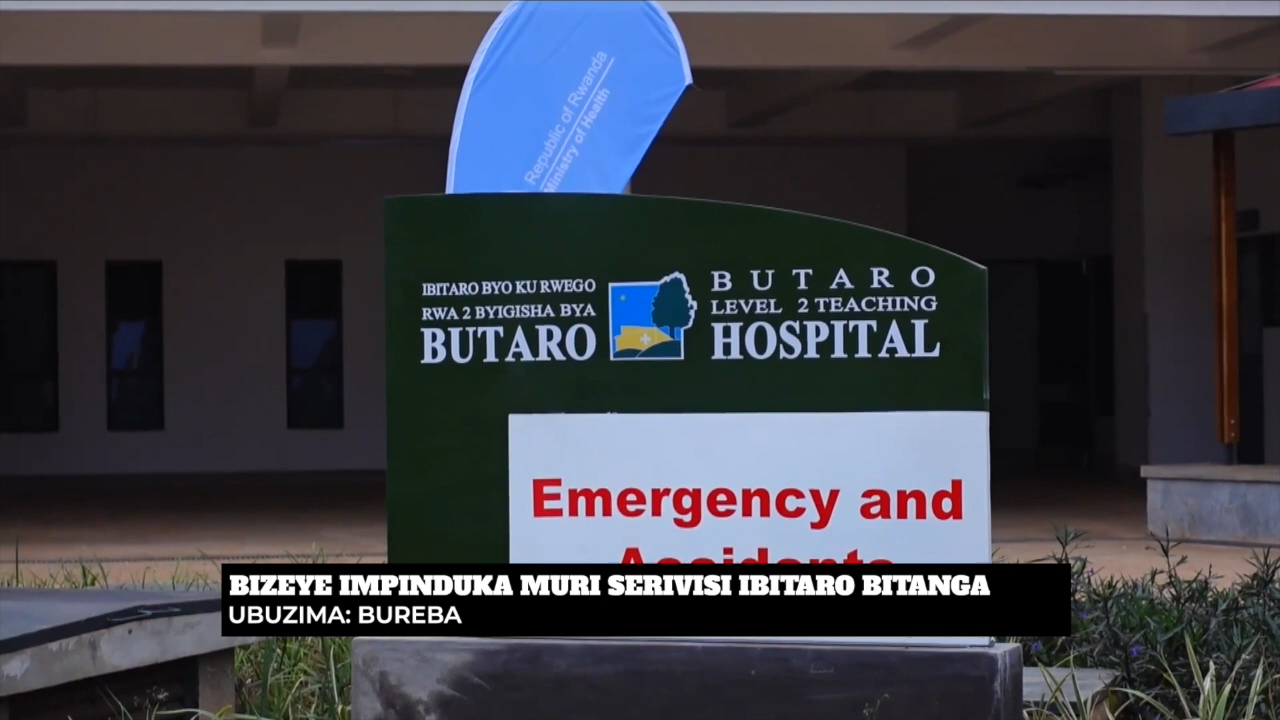 Republic of Rwanda
Ministry of Health
IBITARO BYO KU RWEGO
RWA 2 BYIGISHA BYA
BUTARO
BUTARO
LEVEL 2 TEACHING
HOSPITAL
Emergency and
Accidents
BIZEYE IMPINDUKA MURI SERIVISI IBITARO BITANGA
UBUZIMA: BUREBA